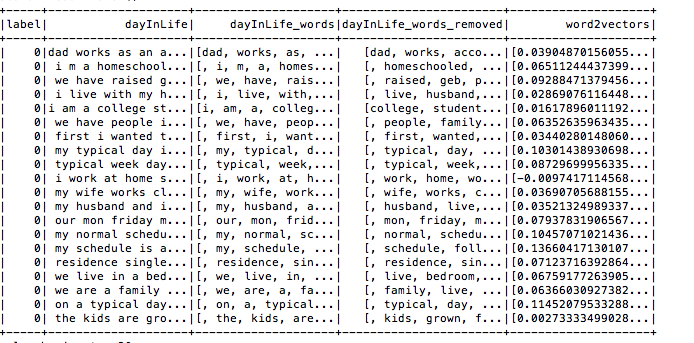 +-----+--------------------+--------------------+--------------------+--------------------+
|label|           dayInLife|     dayInLife_words|dayInLife_words_removed|        word2vectors|
+-----+--------------------+--------------------+--------------------+--------------------+
|    0|dad works as an a...|[dad, works, as, ...|[dad, works, acco...|[0.03904870156055...|
|    0| i m a homeschool...|[, i, m, a, homes...|[, homeschooled, ...|[0.06511244437399...|
|    0| we have raised g...|[, we, have, rais...|[, raised, geb, p...|[0.09288471379456...|
|    0| i live with my h...|[, i, live, with,...|[, live, husband,...|[0.02869076116448...|
|    0|i am a college st...|[i, am, a, colleg...|[college, student...|[0.01617896011192...|
|    0| we have people i...|[, we, have, peop...|[, people, family...|[0.06352635963435...|
|    0| first i wanted t...|[, first, i, want...|[, first, wanted,...|[0.03440280148060...|
|    0| my typical day i...|[, my, typical, d...|[, typical, day, ...|[0.10301438930698...|
|    0| typical week day...|[, typical, week,...|[, typical, week,...|[0.08729699956335...|
|    0| i work at home s...|[, i, work, at, h...|[, work, home, wo...|[-0.0097417114568...|
|    0| my wife works cl...|[, my, wife, work...|[, wife, works, c...|[0.03690705688155...|
|    0| my husband and i...|[, my, husband, a...|[, husband, live,...|[0.03521324989337...|
|    0| our mon friday m...|[, our, mon, frid...|[, mon, friday, m...|[0.07937831906567...|
|    0| my normal schedu...|[, my, normal, sc...|[, normal, schedu...|[0.10457071021436...|
|    0| my schedule is a...|[, my, schedule, ...|[, schedule, foll...|[0.13660417130107...|
|    0| residence single...|[, residence, sin...|[, residence, sin...|[0.07123716392864...|
|    0| we live in a bed...|[, we, live, in, ...|[, live, bedroom,...|[0.06759177263905...|
|    0| we are a family ...|[, we, are, a, fa...|[, family, live, ...|[0.06366030927382...|
|    0| on a typical day...|[, on, a, typical...|[, typical, day, ...|[0.11452079533288...|
|    0| the kids are gro...|[, the, kids, are...|[, kids, grown, f...|[0.00273333499028...|
+-----+--------------------+--------------------+--------------------+--------------------+